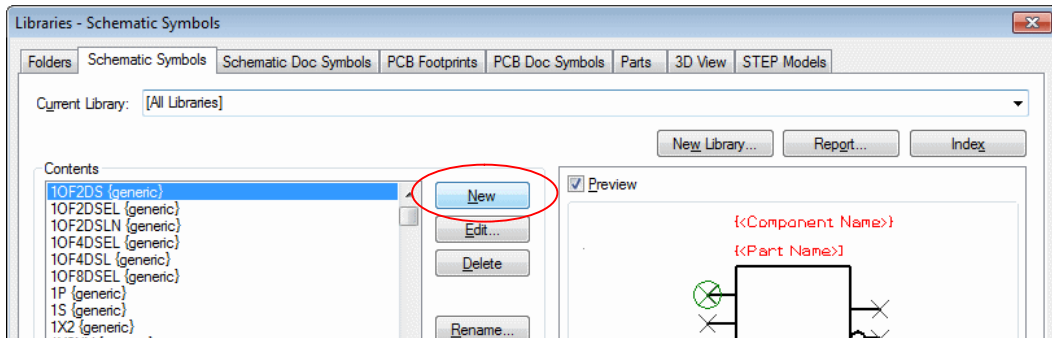 Libraries - Schematic Symbols
Folders Schematic Symbols Schematic Doc Symbols PCB Footprints PCB Doc Symbols Parts 3D View STEP Models
Current Library: [All Libraries]
New Library... Report... Index
Contents
1OF2DS {generic}
1OF2DSEL {generic}
1OF2DSLN {generic}
1OF4DSEL {generic}
1OF4DSL {generic}
1OF8DSEL {generic}
1P {generic}
1S {generic}
1X2 {generic}
New
Edit...
Delete
Rename...
Preview
{<Component Name>}
{<Part Name>]